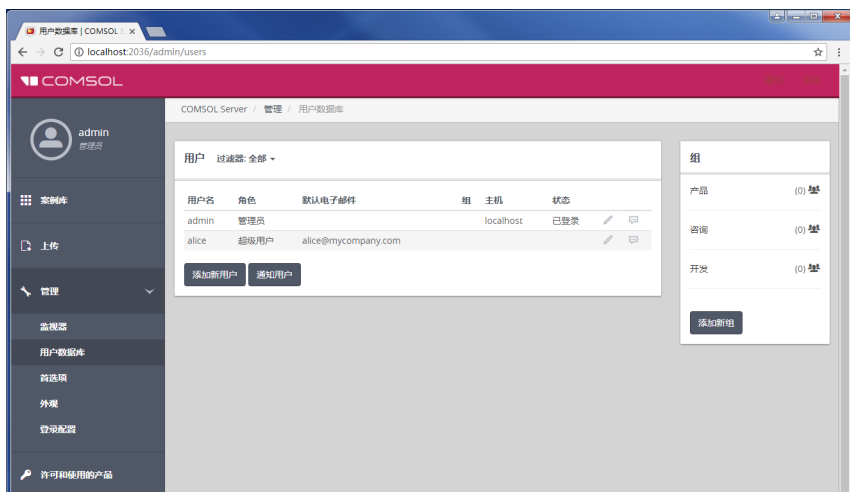 用户数据库 | COMSOL S
localhost:2036/admin/users
COMSOL
COMSOL Server / 管理 / 用户数据库
admin
管理员
案例库
上传
管理
监视器
用户数据库
首选项
外观
登录配置
许可和使用的产品
用户 过滤器: 全部
用户名 角色 默认电子邮件 组 主机 状态
admin 管理员 localhost 已登录
alice 超级用户 alice@mycompany.com
添加新用户 通知用户
组
产品 (0)
咨询 (0)
开发 (0)
添加新组